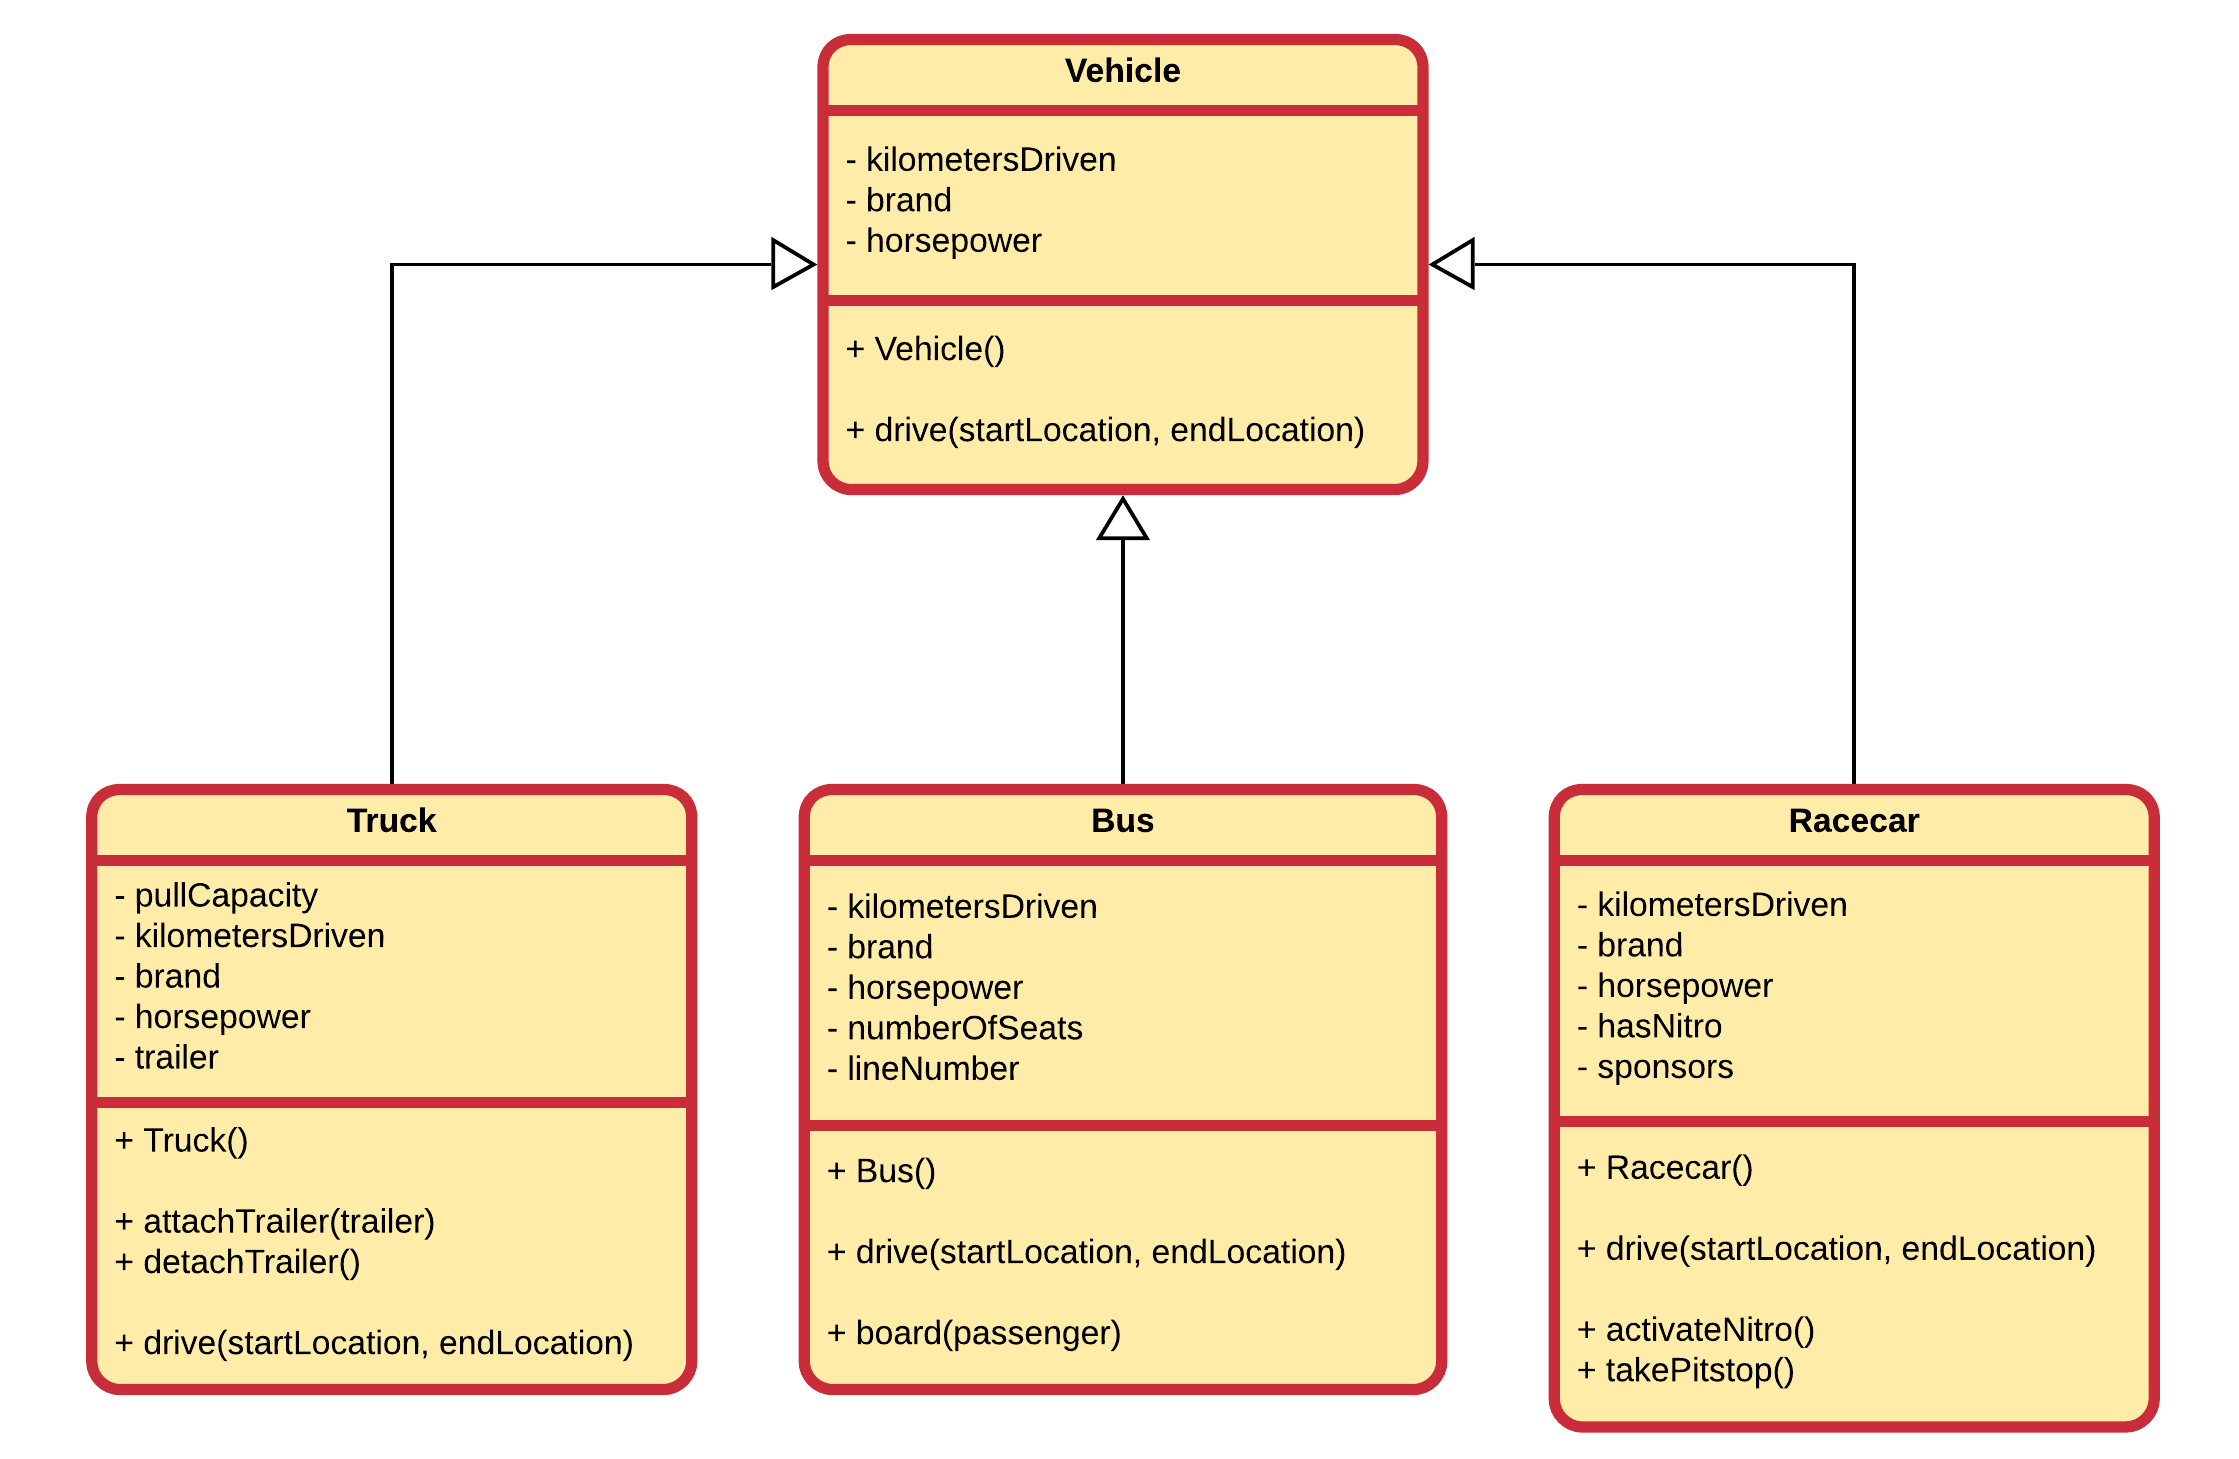 Vehicle
- kilometersDriven
- brand
- horsepower
+ Vehicle()
+ drive(startLocation, endLocation)
Truck
- pullCapacity
- kilometersDriven
- brand
- horsepower
- trailer
+ Truck()
+ attachTrailer(trailer)
+ detachTrailer()
+ drive(startLocation, endLocation)
Bus
- kilometersDriven
- brand
- horsepower
- numberOfSeats
- lineNumber
+ Bus()
+ drive(startLocation, endLocation)
+ board(passenger)
Racecar
- kilometersDriven
- brand
- horsepower
- hasNitro
- sponsors
+ Racecar()
+ drive(startLocation, endLocation)
+ activateNitro()
+ takePitstop()